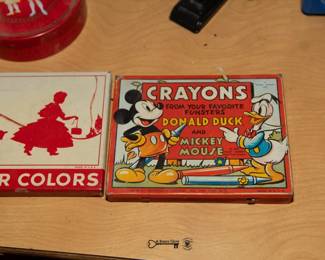 CRAYONS
FROM YOUR FAVORITE
FUNSTERS
DONALD DUCK
AND
MICKEY
MOUSE
R COLORS